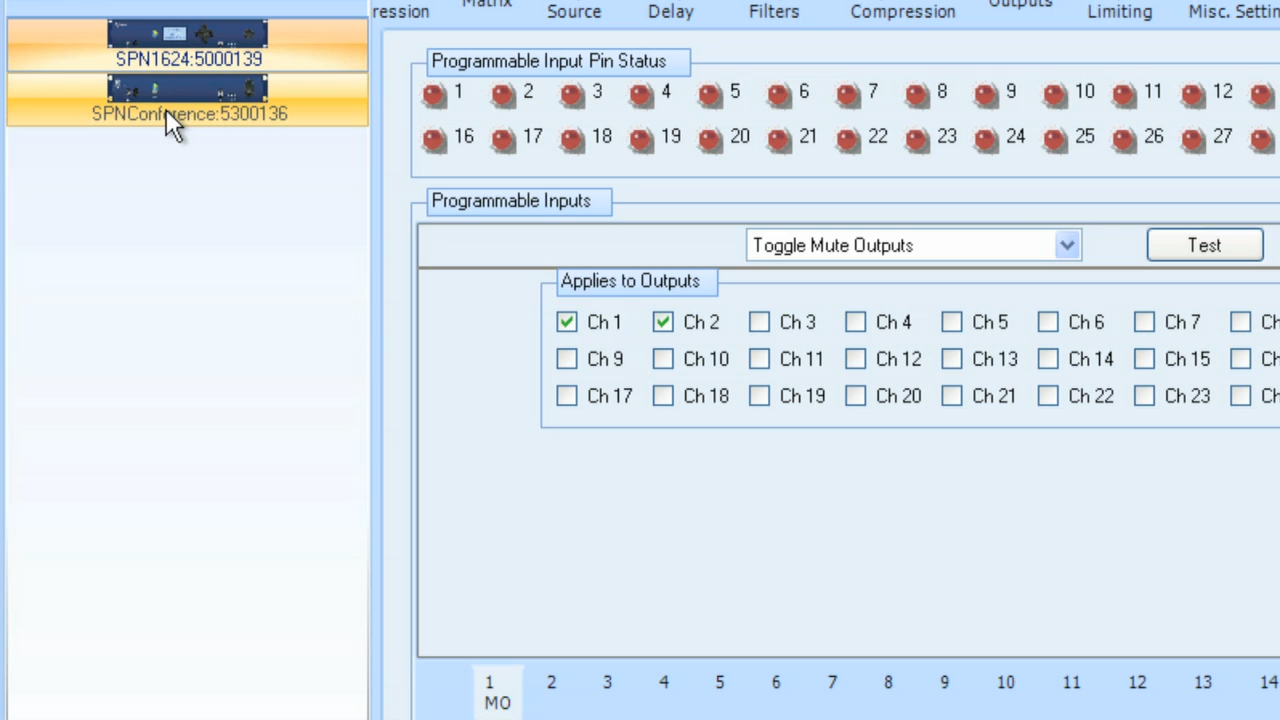 SPN1624:5000139
SPNConference:5300136
ression Matrix Source Delay Filters Compression Outputs Limiting Misc. Settin
Programmable Input Pin Status
1 2 3 4 5 6 7 8 9 10 11 12
16 17 18 19 20 21 22 23 24 25 26 27
Programmable Inputs
Toggle Mute Outputs Test
Applies to Outputs
Ch 1 Ch 2 Ch 3 Ch 4 Ch 5 Ch 6 Ch 7 Ch
Ch 9 Ch 10 Ch 11 Ch 12 Ch 13 Ch 14 Ch 15 Ch
Ch 17 Ch 18 Ch 19 Ch 20 Ch 21 Ch 22 Ch 23 Ch
1 2 3 4 5 6 7 8 9 10 11 12 13 14
MO